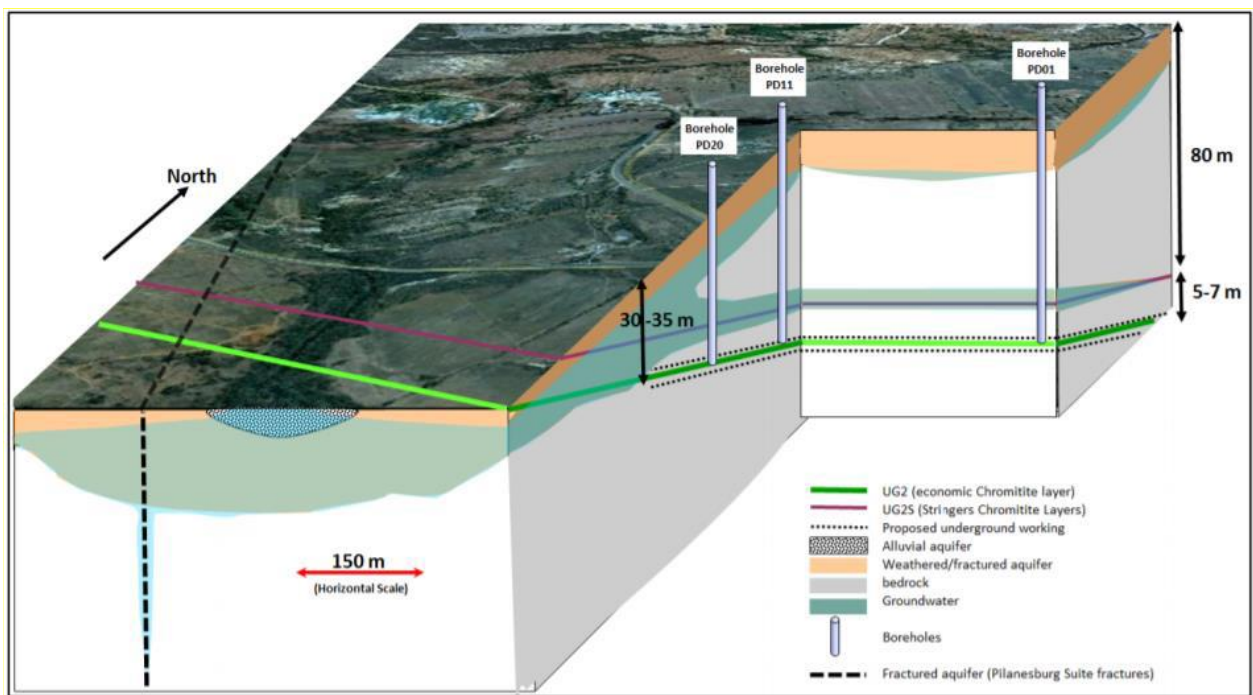 Borehole
PD01
Borehole
PD11
Borehole
PD20
80 m
North
5-7 m
30 -35 m
UG2 (economic Chromitite layer)
UG2S (Stringers Chromitite Layers)
Proposed underground working
Alluvial aquifer
150 m
Weathered/fractured aquifer
(Horizontal Scale)
bedrock
Groundwater
Boreholes
Fractured aquifer (Pilanesburg Suite fractures)